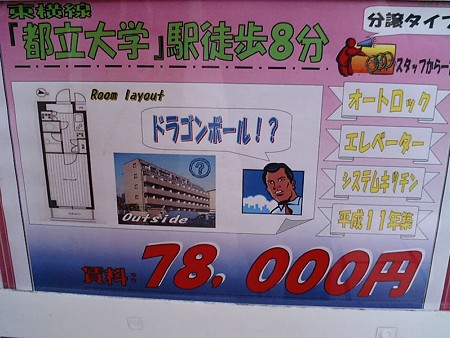 東横線
『都立大学』駅徒歩8分
分譲タイプ
スタッフから一
Room layout
ドラゴンボール!?
?
Outside
オートロック
エレベーター
システムキッチン
平成11年築
賃料
78,000円